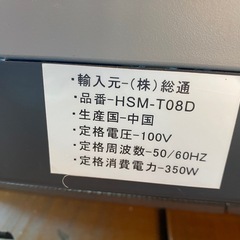 ・輸入元-(株)総通
・品番-HSM-T08D
・生産国-中国
・定格電圧-100V
・定格周波数-50/60HZ
・定格消費電力-350W